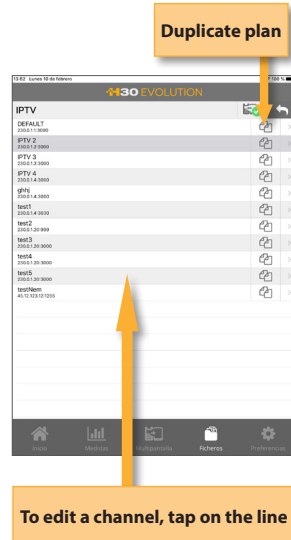 Duplicate plan
13:52 Lunes 10 de febrero
100 %
H30 EVOLUTION
IPTV
DEFAULT
230.0.1.1:3000
IPTV 2
230.0.1.2:5000
IPTV 3
230.0.1.3:3000
IPTV 4
230.0.1.4:3000
ghhj
230.0.1.4:3000
test1
230.0.1.4:3030
test2
230.0.1.20:999
test3
230.0.1.20:3000
test4
230.0.1.20:3000
test5
230.0.1.20:3000
testNem
45.12.123.12:1255
Inicio Medidas Multipantalla Ficheros Preferencias
To edit a channel, tap on the line